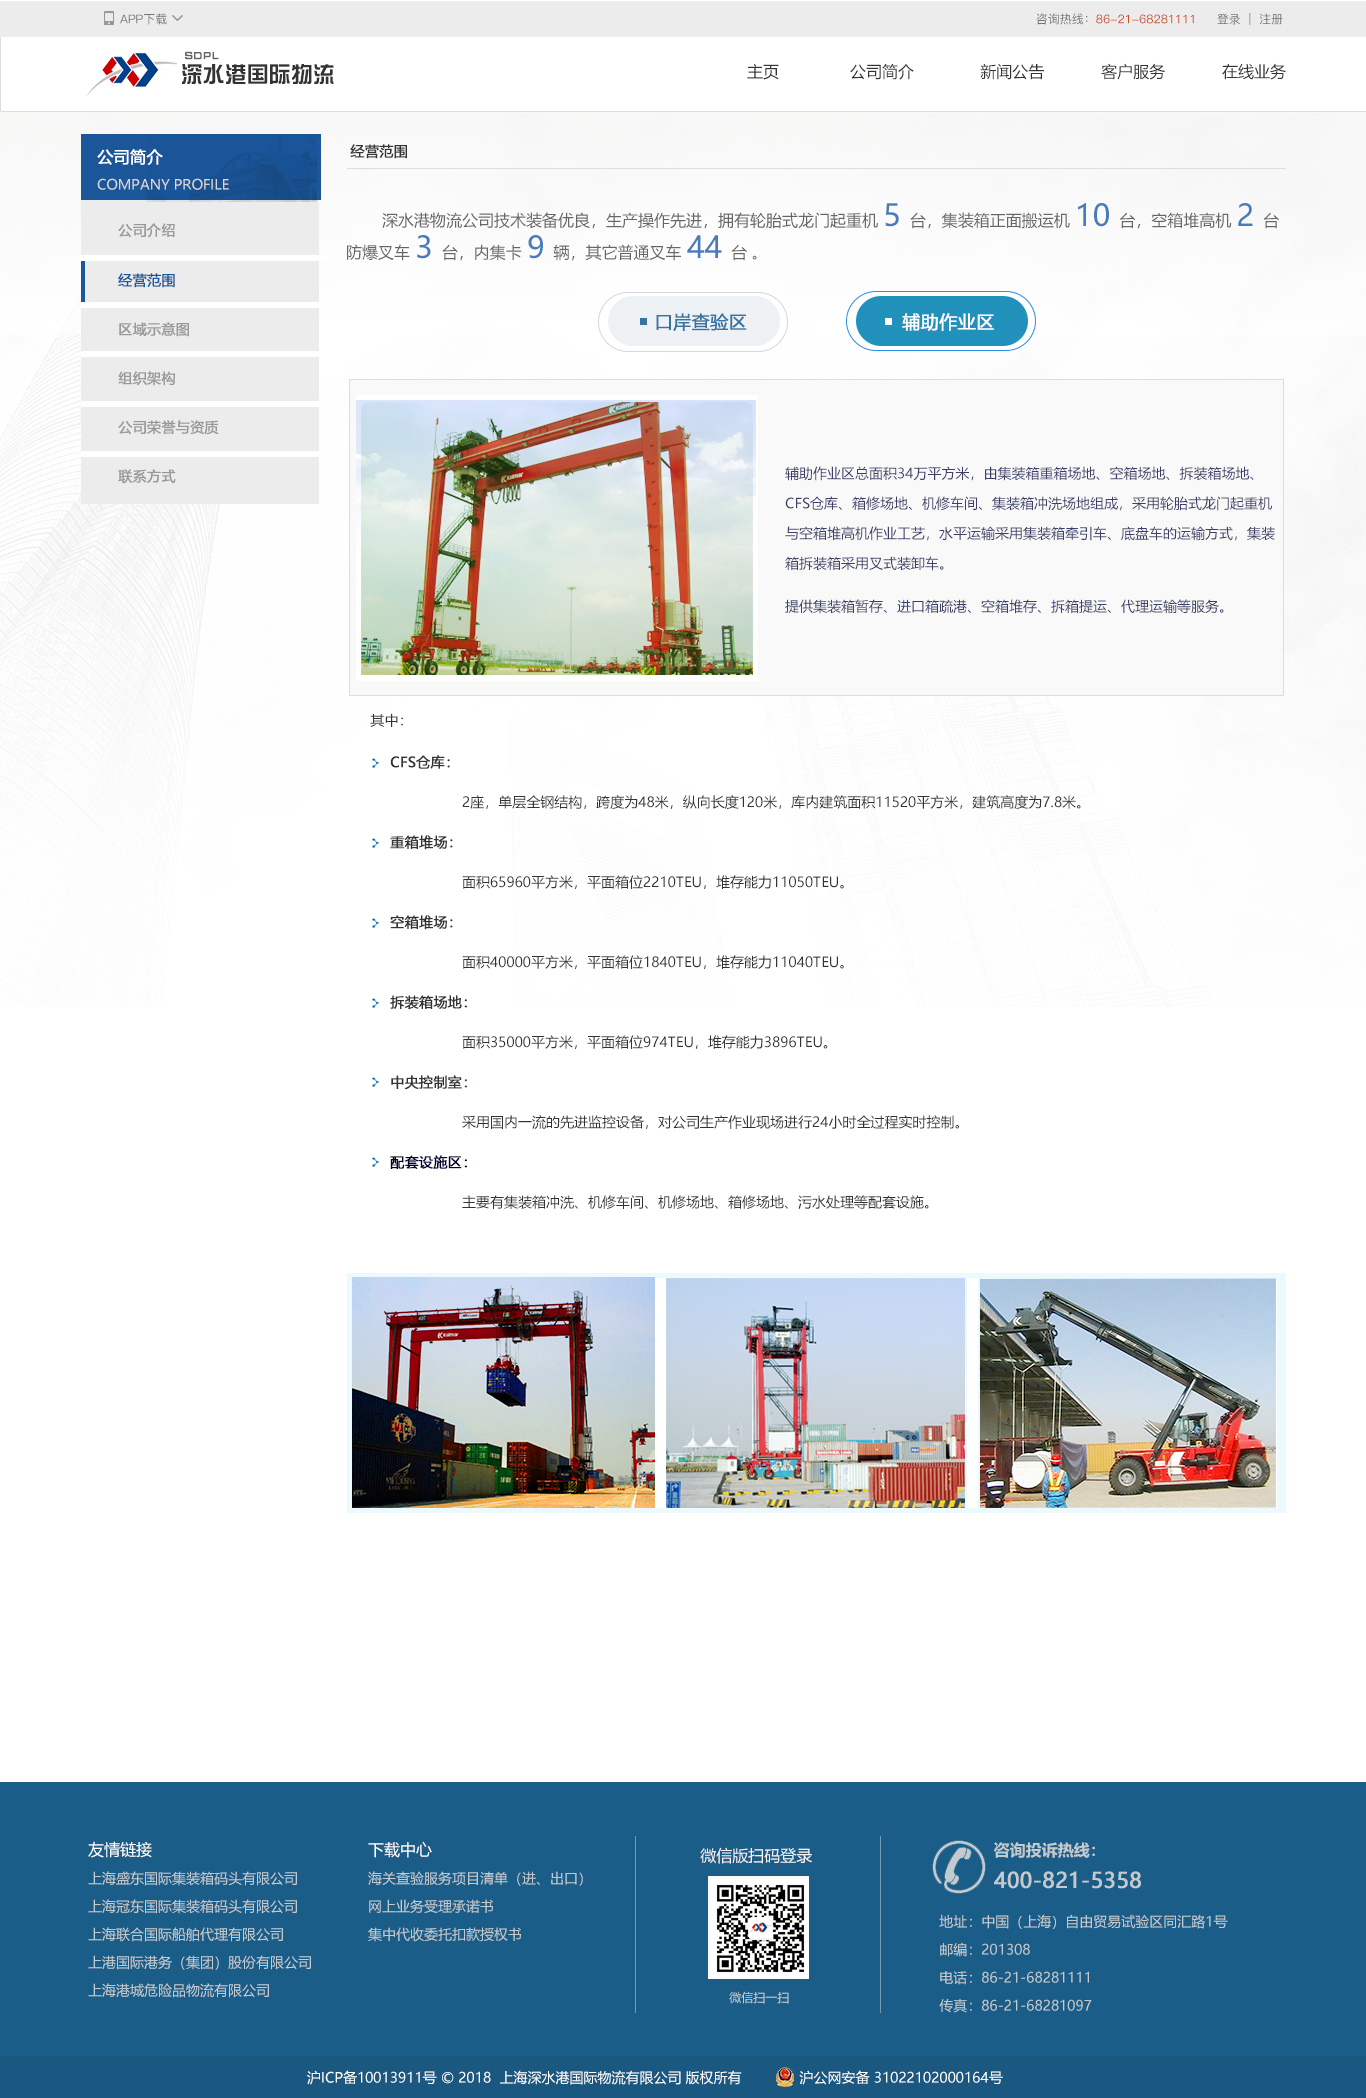 APP下载
咨询热线：86-21-68281111 登录 | 注册
SDPL
深水港国际物流
主页 公司简介 新闻公告 客户服务 在线业务
公司简介
COMPANY PROFILE
公司介绍
经营范围
区域示意图
组织架构
公司荣誉与资质
联系方式
经营范围
深水港物流公司技术装备优良，生产操作先进，拥有轮胎式龙门起重机 5 台，集装箱正面搬运机 10 台，空箱堆高机 2 台
防爆叉车 3 台，内集卡 9 辆，其它普通叉车 44 台 。
口岸查验区
辅助作业区
Kalmar
Kalmar
辅助作业区总面积34万平方米，由集装箱重箱场地、空箱场地、拆装箱场地、
CFS仓库、箱修场地、机修车间、集装箱冲洗场地组成，采用轮胎式龙门起重机
与空箱堆高机作业工艺，水平运输采用集装箱牵引车、底盘车的运输方式，集装
箱拆装箱采用叉式装卸车。
提供集装箱暂存、进口箱疏港、空箱堆存、拆箱提运、代理运输等服务。
其中：
CFS仓库：
2座，单层全钢结构，跨度为48米，纵向长度120米，库内建筑面积11520平方米，建筑高度为7.8米。
重箱堆场：
面积65960平方米，平面箱位2210TEU，堆存能力11050TEU。
空箱堆场：
面积40000平方米，平面箱位1840TEU，堆存能力11040TEU。
拆装箱场地：
面积35000平方米，平面箱位974TEU，堆存能力3896TEU。
中央控制室：
采用国内一流的先进监控设备，对公司生产作业现场进行24小时全过程实时控制。
配套设施区：
主要有集装箱冲洗、机修车间、机修场地、箱修场地、污水处理等配套设施。
Kalmar
友情链接
上海盛东国际集装箱码头有限公司
上海冠东国际集装箱码头有限公司
上海联合国际船舶代理有限公司
上港国际港务（集团）股份有限公司
上海港城危险品物流有限公司
下载中心
海关查验服务项目清单（进、出口）
网上业务受理承诺书
集中代收委托扣款授权书
微信版扫码登录
微信扫一扫
咨询投诉热线：
400-821-5358
地址：中国（上海）自由贸易试验区同汇路1号
邮编：201308
电话：86-21-68281111
传真：86-21-68281097
沪ICP备10013911号 © 2018 上海深水港国际物流有限公司 版权所有 沪公网安备 31022102000164号